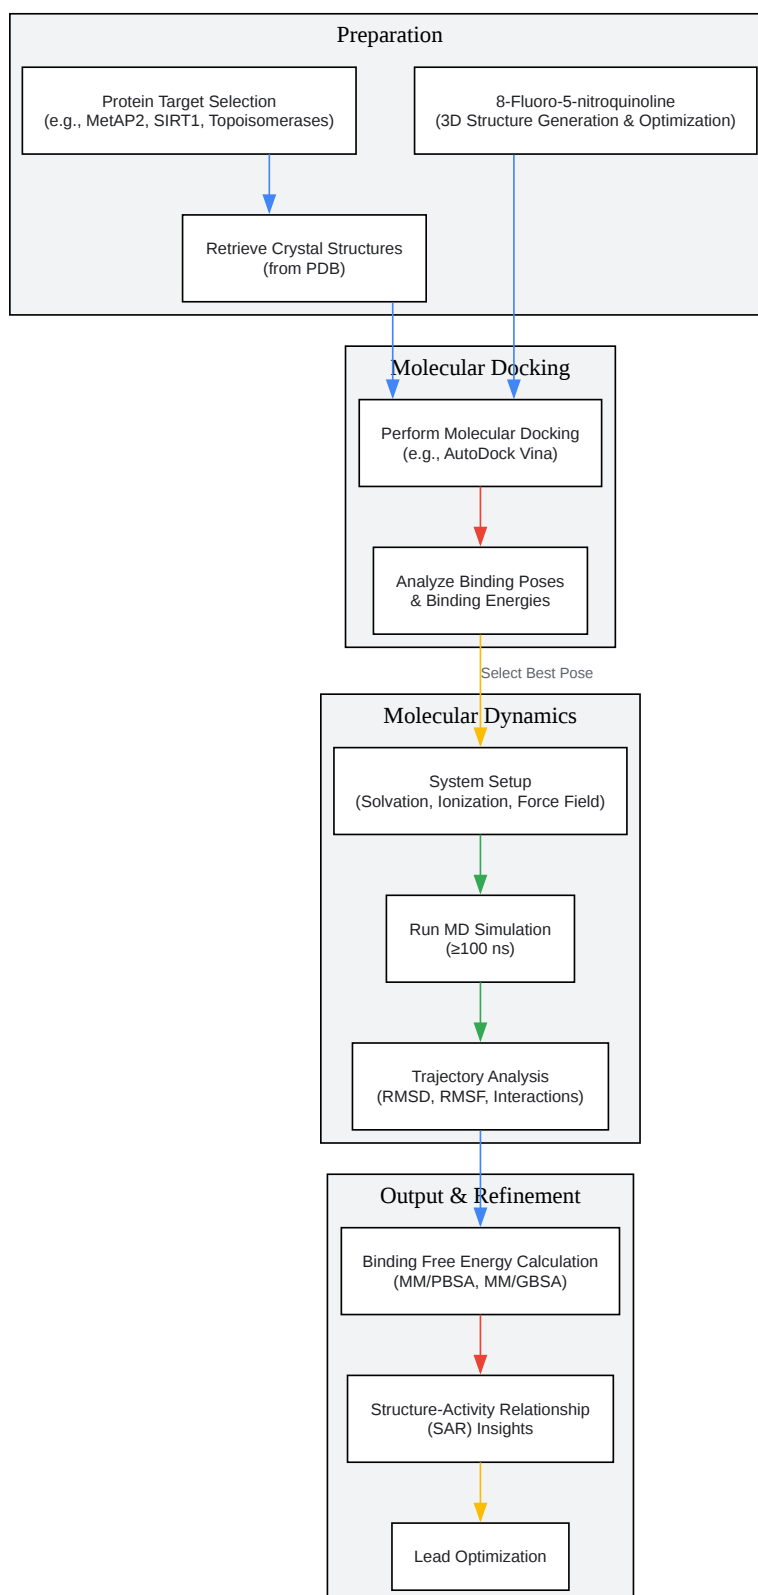 Preparation
Protein Target Selection
(e.g., MetAP2, SIRT1, Topoisomerases)
8-Fluoro-5-nitroquinoline
(3D Structure Generation & Optimization)
Retrieve Crystal Structures
(from PDB)
Molecular Docking
Perform Molecular Docking
(e.g., AutoDock Vina)
Analyze Binding Poses
& Binding Energies
Select Best Pose
Molecular Dynamics
System Setup
(Solvation, Ionization, Force Field)
Run MD Simulation
(≥100 ns)
Trajectory Analysis
(RMSD, RMSF, Interactions)
Output & Refinement
Binding Free Energy Calculation
(MM/PBSA, MM/GBSA)
Structure-Activity Relationship
(SAR) Insights
Lead Optimization